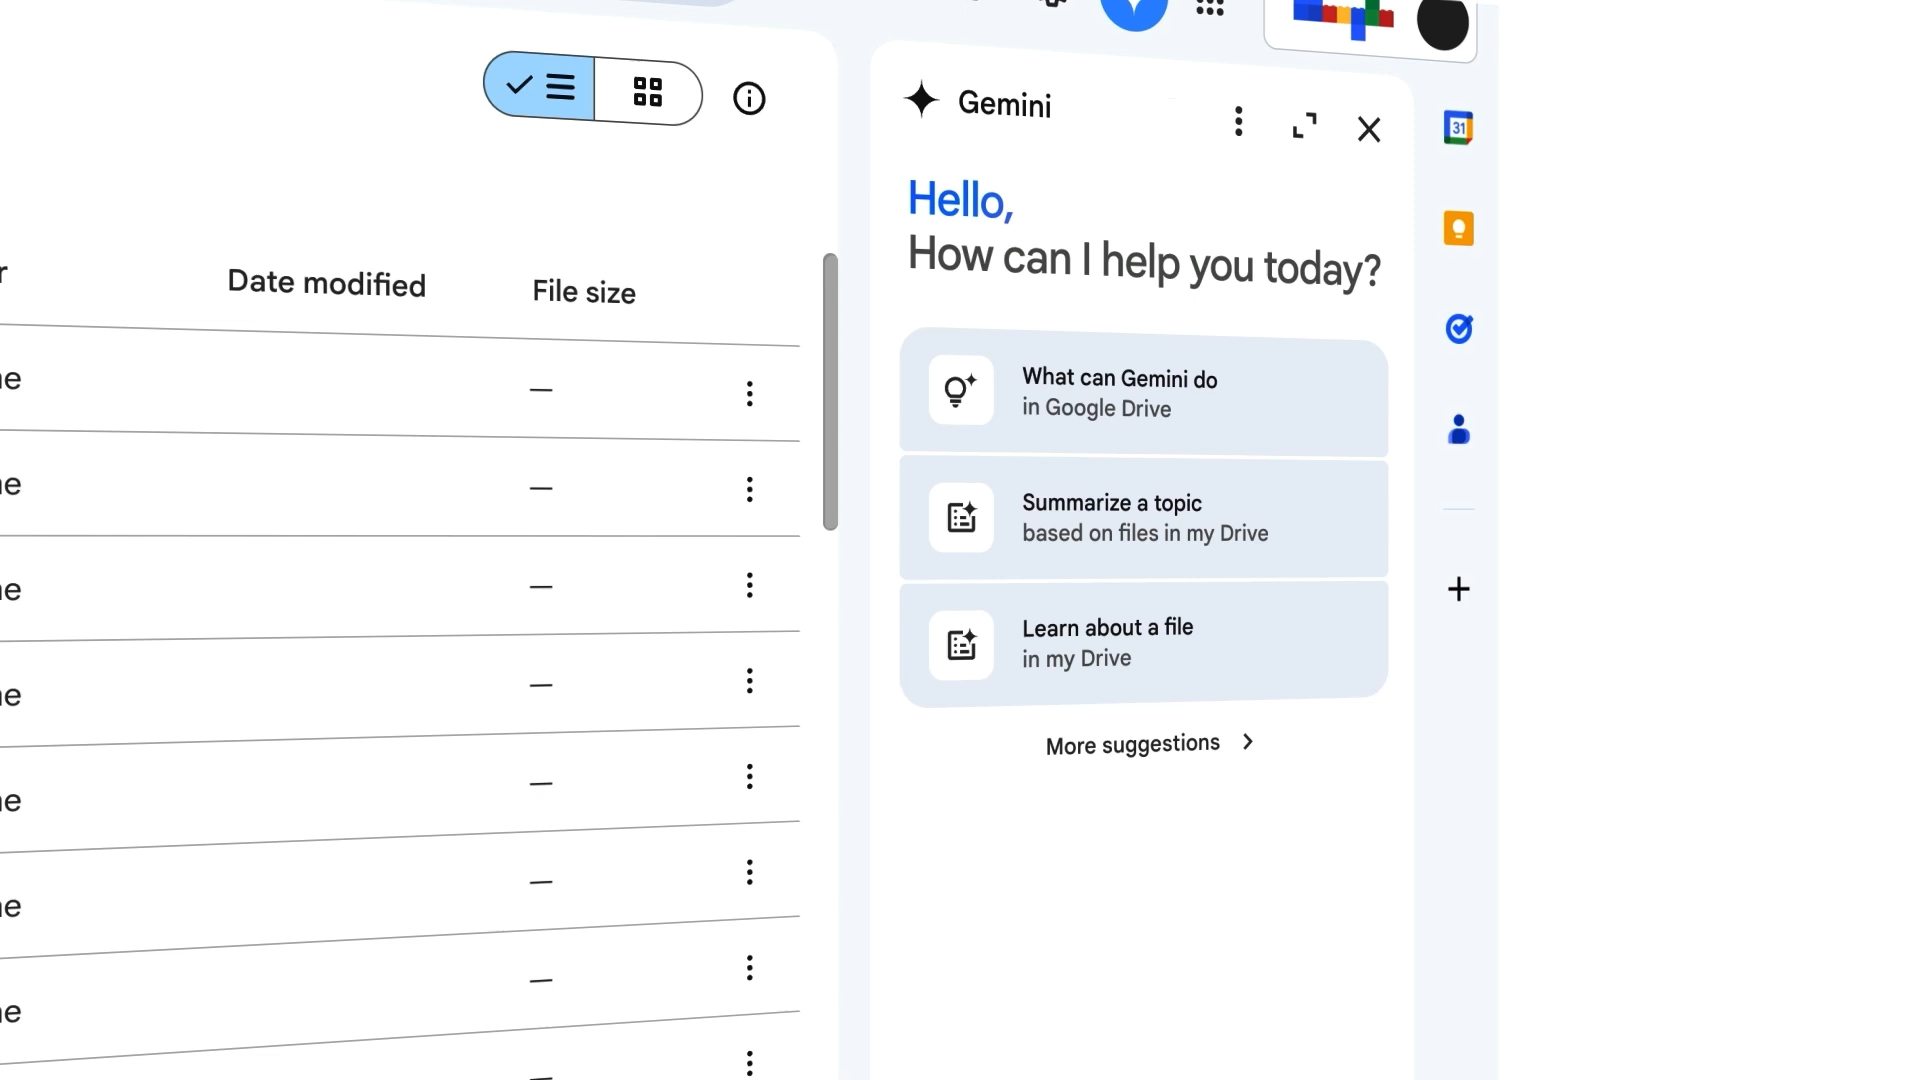 Gemini
31
Hello,
How can I help you today?
Date modified
File size
What can Gemini do
in Google Drive
Summarize a topic
based on files in my Drive
Learn about a file
in my Drive
More suggestions